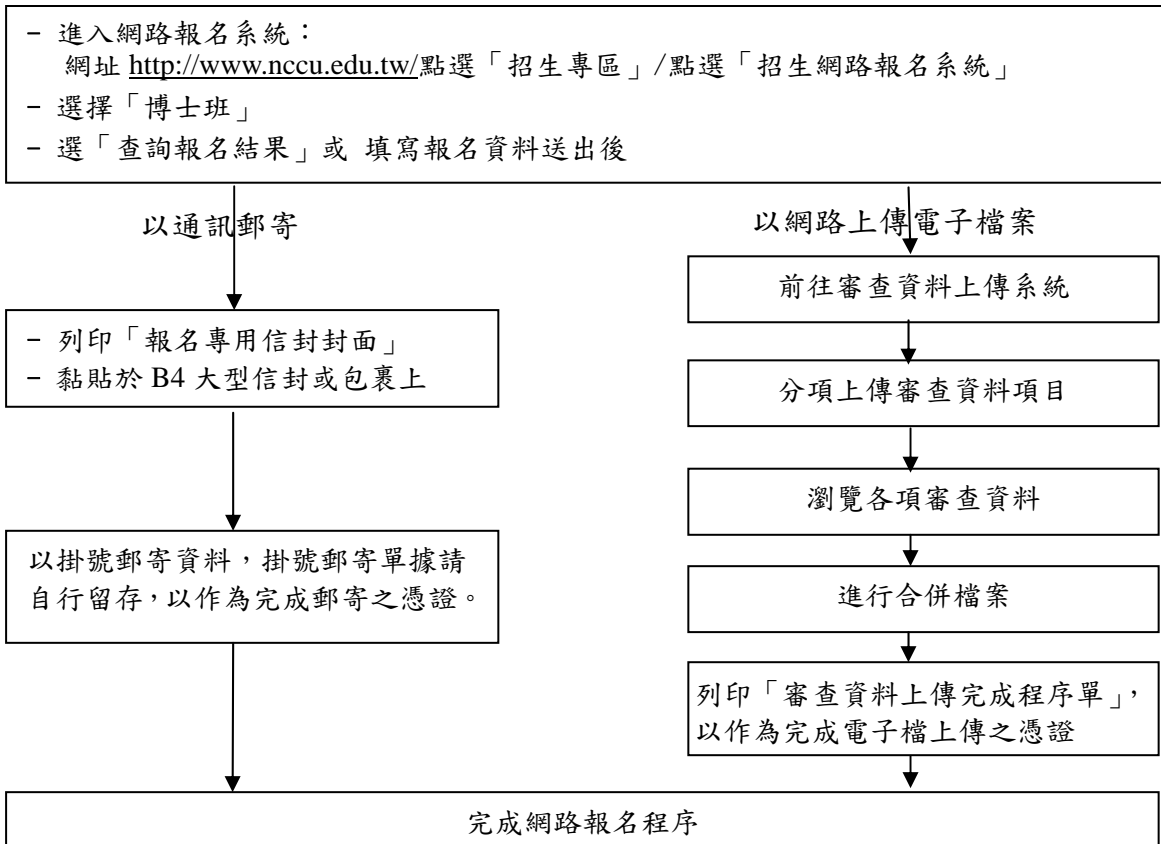 - 進入網路報名系統：
網址 http://www.nccu.edu.tw/點選「招生專區」/點選「招生網路報名系統」
- 選擇「博士班」
- 選「查詢報名結果」或 填寫報名資料送出後
以通訊郵寄
- 列印「報名專用信封封面」
- 黏貼於 B4 大型信封或包裹上
以掛號郵寄資料，掛號郵寄單據請
自行留存，以作為完成郵寄之憑證。
以網路上傳電子檔案
前往審查資料上傳系統
分項上傳審查資料項目
瀏覽各項審查資料
進行合併檔案
列印「審查資料上傳完成程序單」，
以作為完成電子檔上傳之憑證
完成網路報名程序